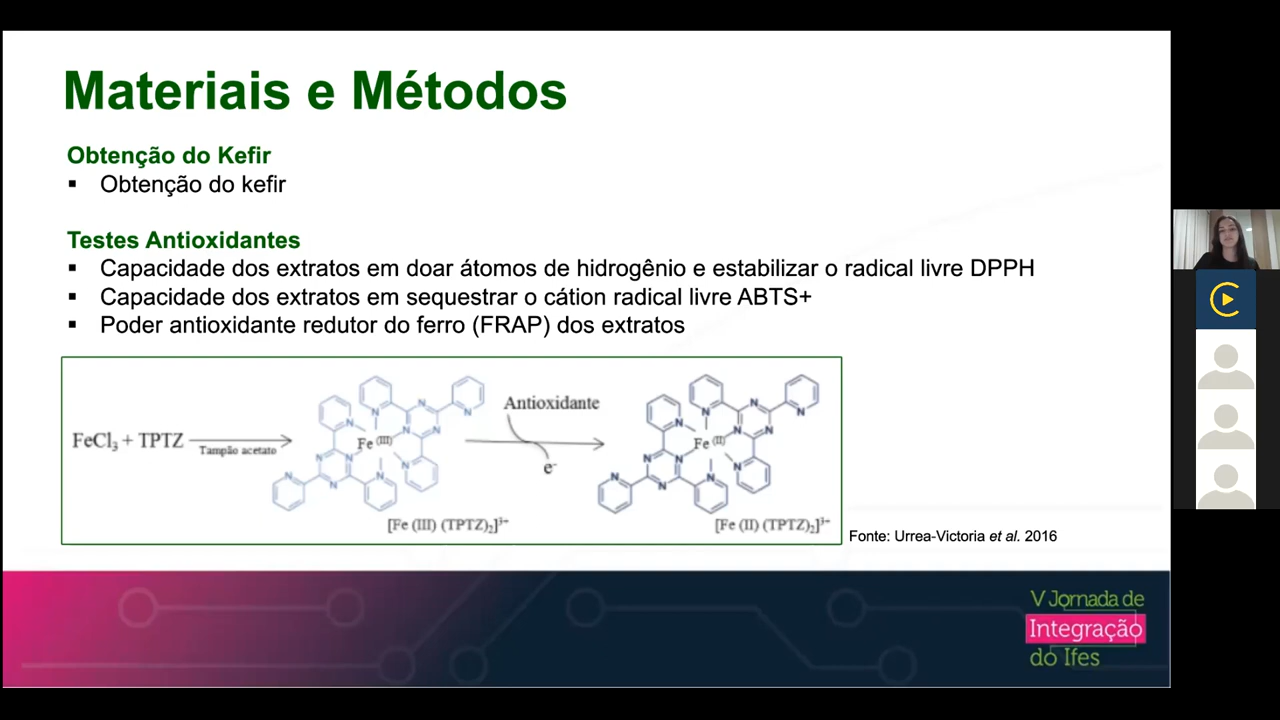 Materiais e Métodos
Obtenção do Kefir
▪ Obtenção do kefir
Testes Antioxidantes
▪ Capacidade dos extratos em doar átomos de hidrogênio e estabilizar o radical livre DPPH
▪ Capacidade dos extratos em sequestrar o cátion radical livre ABTS+
▪ Poder antioxidante redutor do ferro (FRAP) dos extratos
FeCl₃ + TPTZ
Tampão acetato
Fe (III)
Antioxidante
e⁻
Fe (II)
[Fe (III) (TPTZ)₂]³⁺
[Fe (II) (TPTZ)₂]³⁺
Fonte: Urrea-Victoria et al. 2016
V Jornada de
Integração
do Ifes